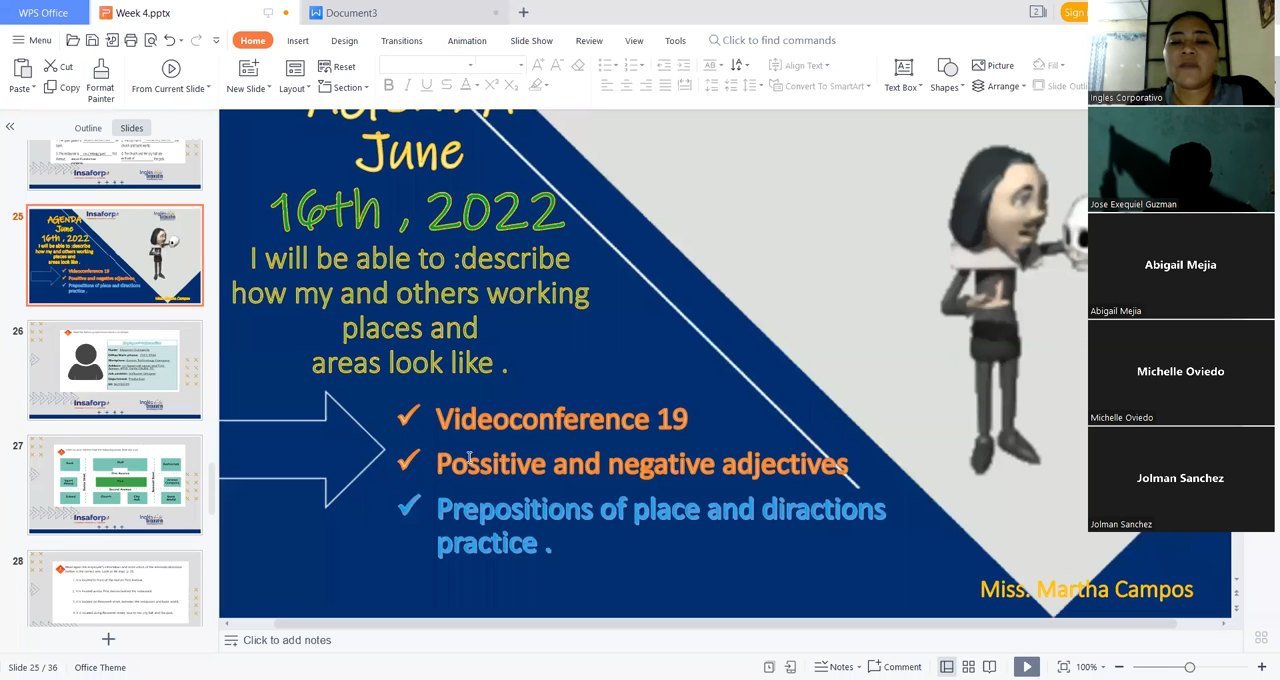 WPS Office
Week 4.pptx
Document3
Sign
Menu
Home
Insert
Design
Transitions
Animation
Slide Show
Review
View
Tools
Click to find commands
Paste
Cut
Copy
Format
Painter
From Current Slide
New Slide
Layout
Reset
Section
Align Text
Convert To SmartArt
Text Box
Shapes
Picture
Arrange
Fill
Slide Outli
Outline
Slides
25
26
27
28
AGENDA
June
16th , 2022
I will be able to :describe
how my and others working
places and
areas look like .
Videoconference 19
Possitive and negative adjectives
Prepositions of place and diractions
practice .
Miss. Martha Campos
Ingles Corporativo
Jose Exequiel Guzman
Abigail Mejia
Abigail Mejia
Michelle Oviedo
Michelle Oviedo
Jolman Sanchez
Jolman Sanchez
Click to add notes
Slide 25 / 36
Office Theme
Notes
Comment
100%